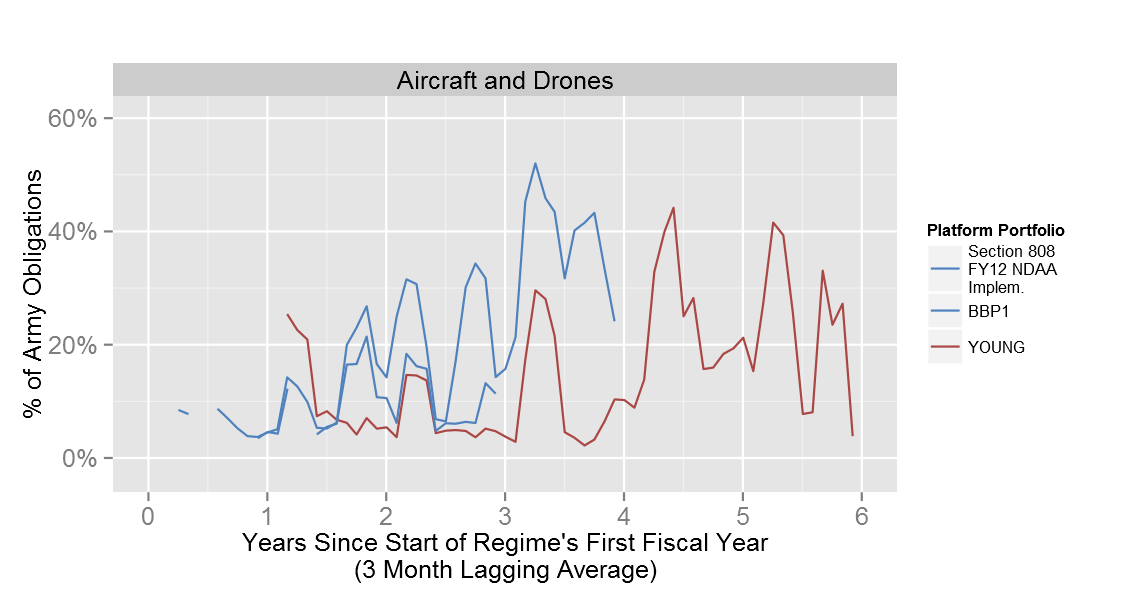 Aircraft and Drones
60%
40%
20%
0%
% of Army Obligations
0 1 2 3 4 5 6
Years Since Start of Regime's First Fiscal Year
(3 Month Lagging Average)
Platform Portfolio
Section 808
FY12 NDAA
Implem.
BBP1
YOUNG